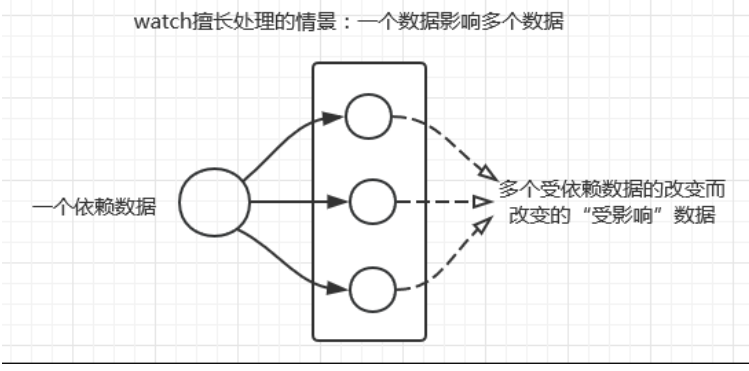 watch擅长处理的情景：一个数据影响多个数据
一个依赖数据
多个受依赖数据的改变而
改变的“受影响”数据